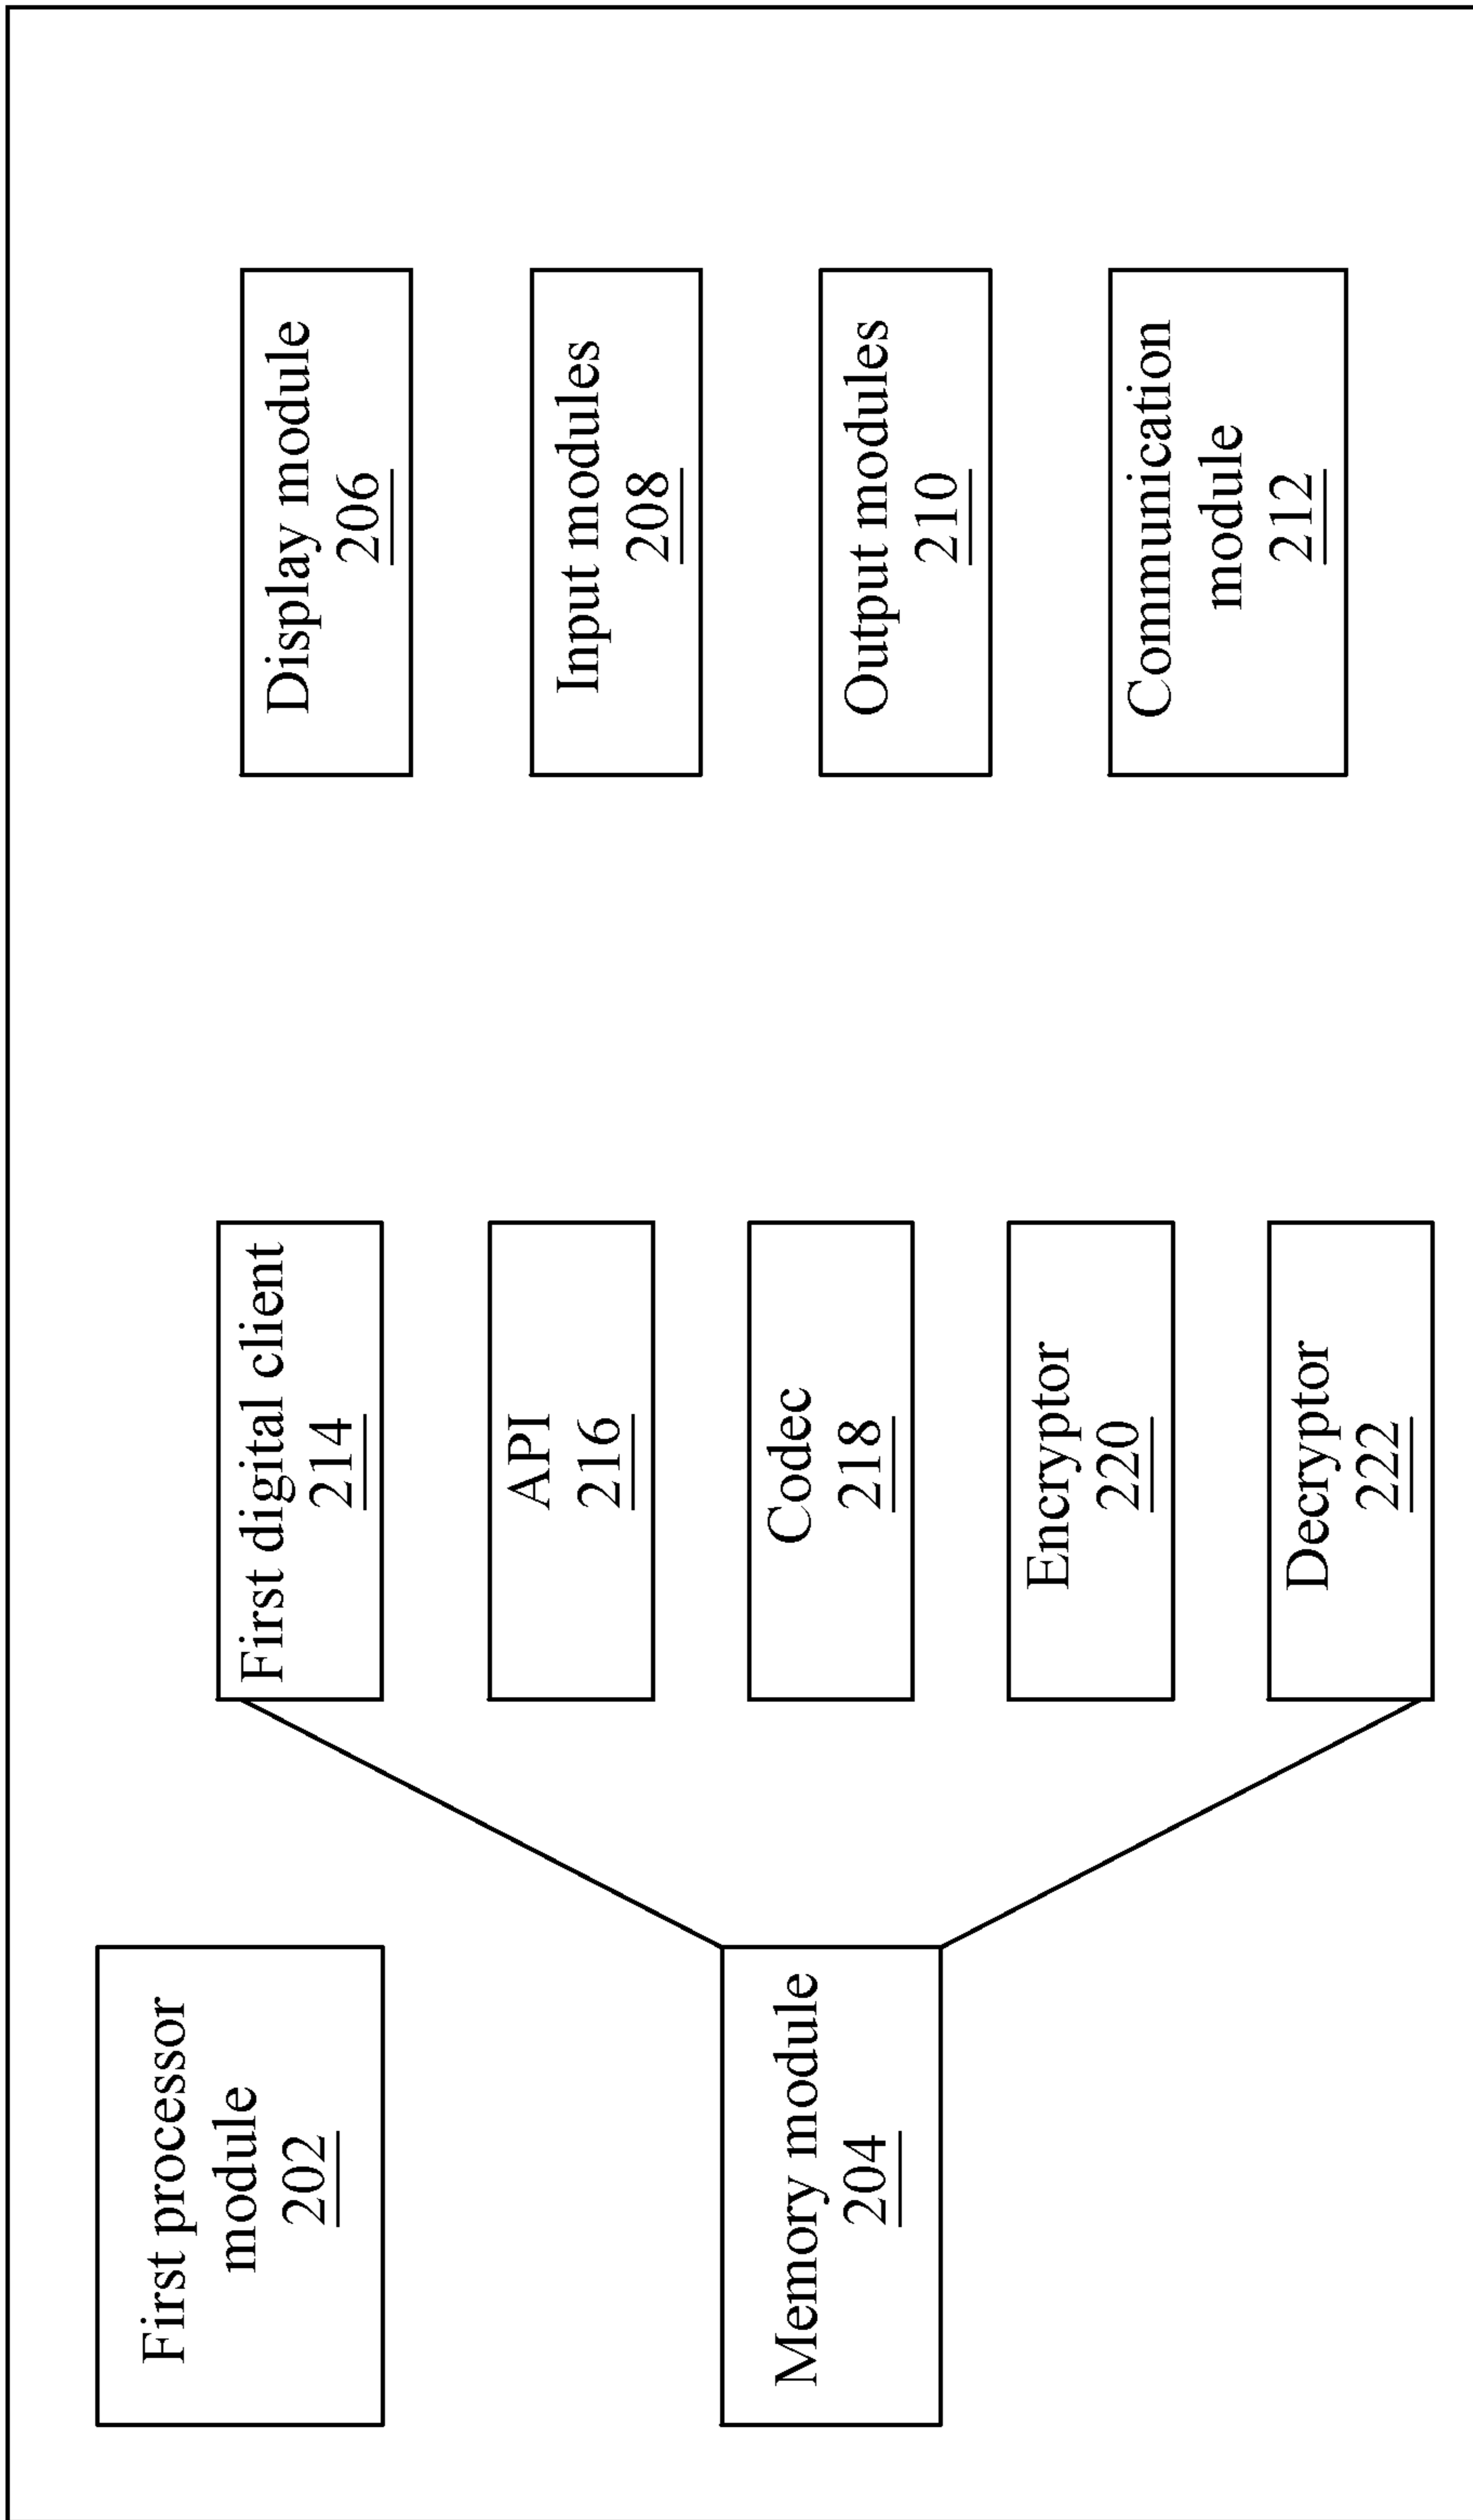 First processor
module
202
Memory module
204
First digital client
214
API
216
Codec
218
Encryptor
220
Decryptor
222
Display module
206
Input modules
208
Output modules
210
Communication
module
212